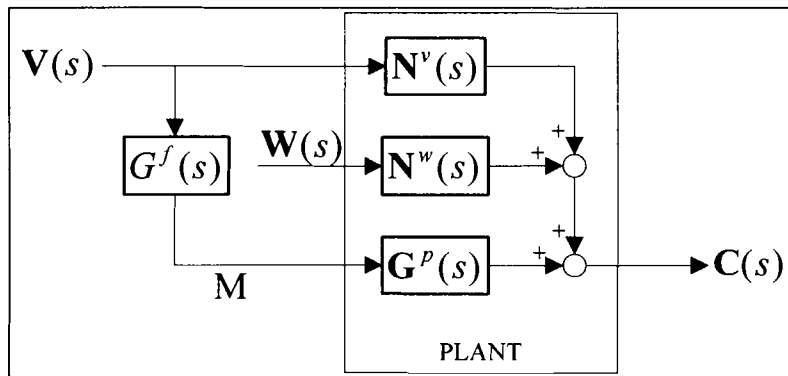 V(s)
N^v(s)
G^f(s)
W(s)
N^w(s)
+
+
+
+
G^p(s)
M
C(s)
PLANT